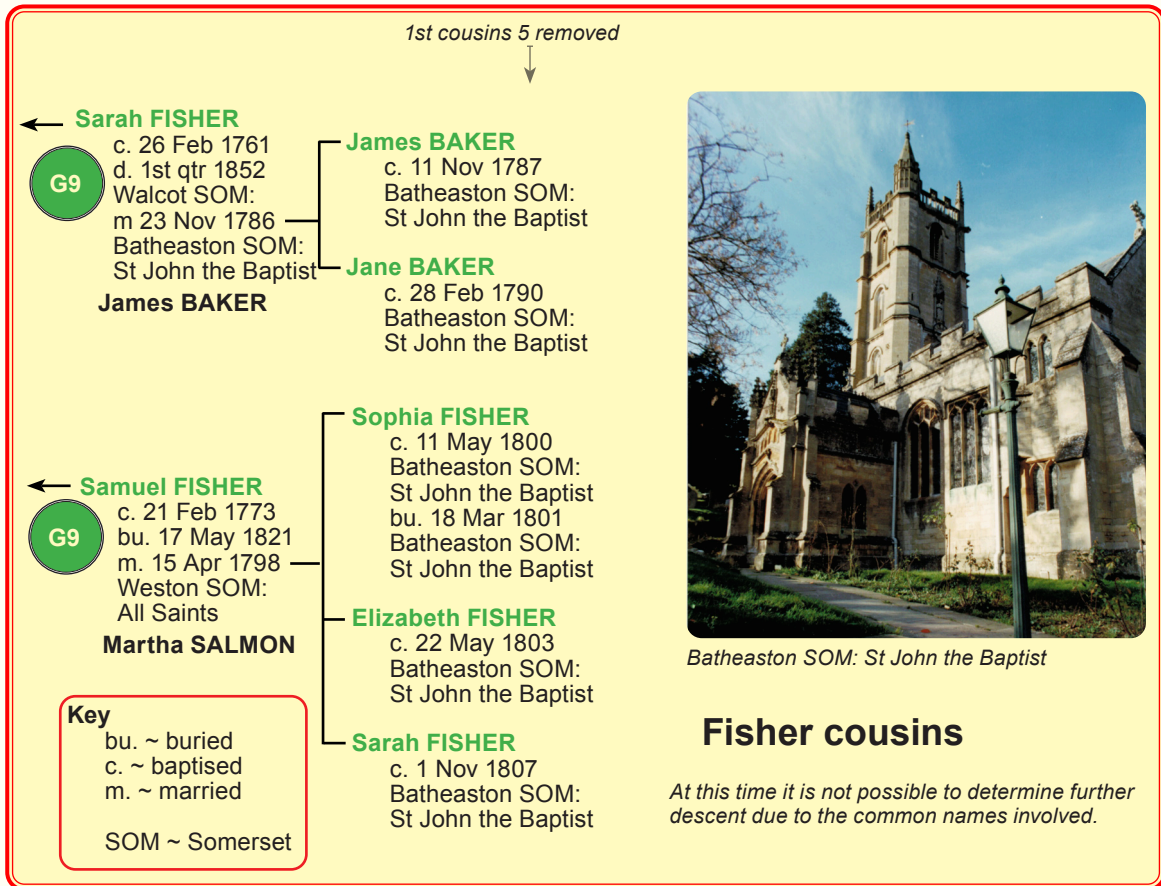 1st cousins 5 removed
Sarah FISHER
c. 26 Feb 1761
d. 1st qtr 1852
Walcot SOM:
m 23 Nov 1786
Batheaston SOM:
St John the Baptist
James BAKER
G9
James BAKER
c. 11 Nov 1787
Batheaston SOM:
St John the Baptist
Jane BAKER
c. 28 Feb 1790
Batheaston SOM:
St John the Baptist
Samuel FISHER
c. 21 Feb 1773
bu. 17 May 1821
m. 15 Apr 1798
Weston SOM:
All Saints
Martha SALMON
G9
Sophia FISHER
c. 11 May 1800
Batheaston SOM:
St John the Baptist
bu. 18 Mar 1801
Batheaston SOM:
St John the Baptist
Elizabeth FISHER
c. 22 May 1803
Batheaston SOM:
St John the Baptist
Sarah FISHER
c. 1 Nov 1807
Batheaston SOM:
St John the Baptist
Key
bu. ~ buried
c. ~ baptised
m. ~ married
SOM ~ Somerset
Batheaston SOM: St John the Baptist
Fisher cousins
At this time it is not possible to determine further
descent due to the common names involved.